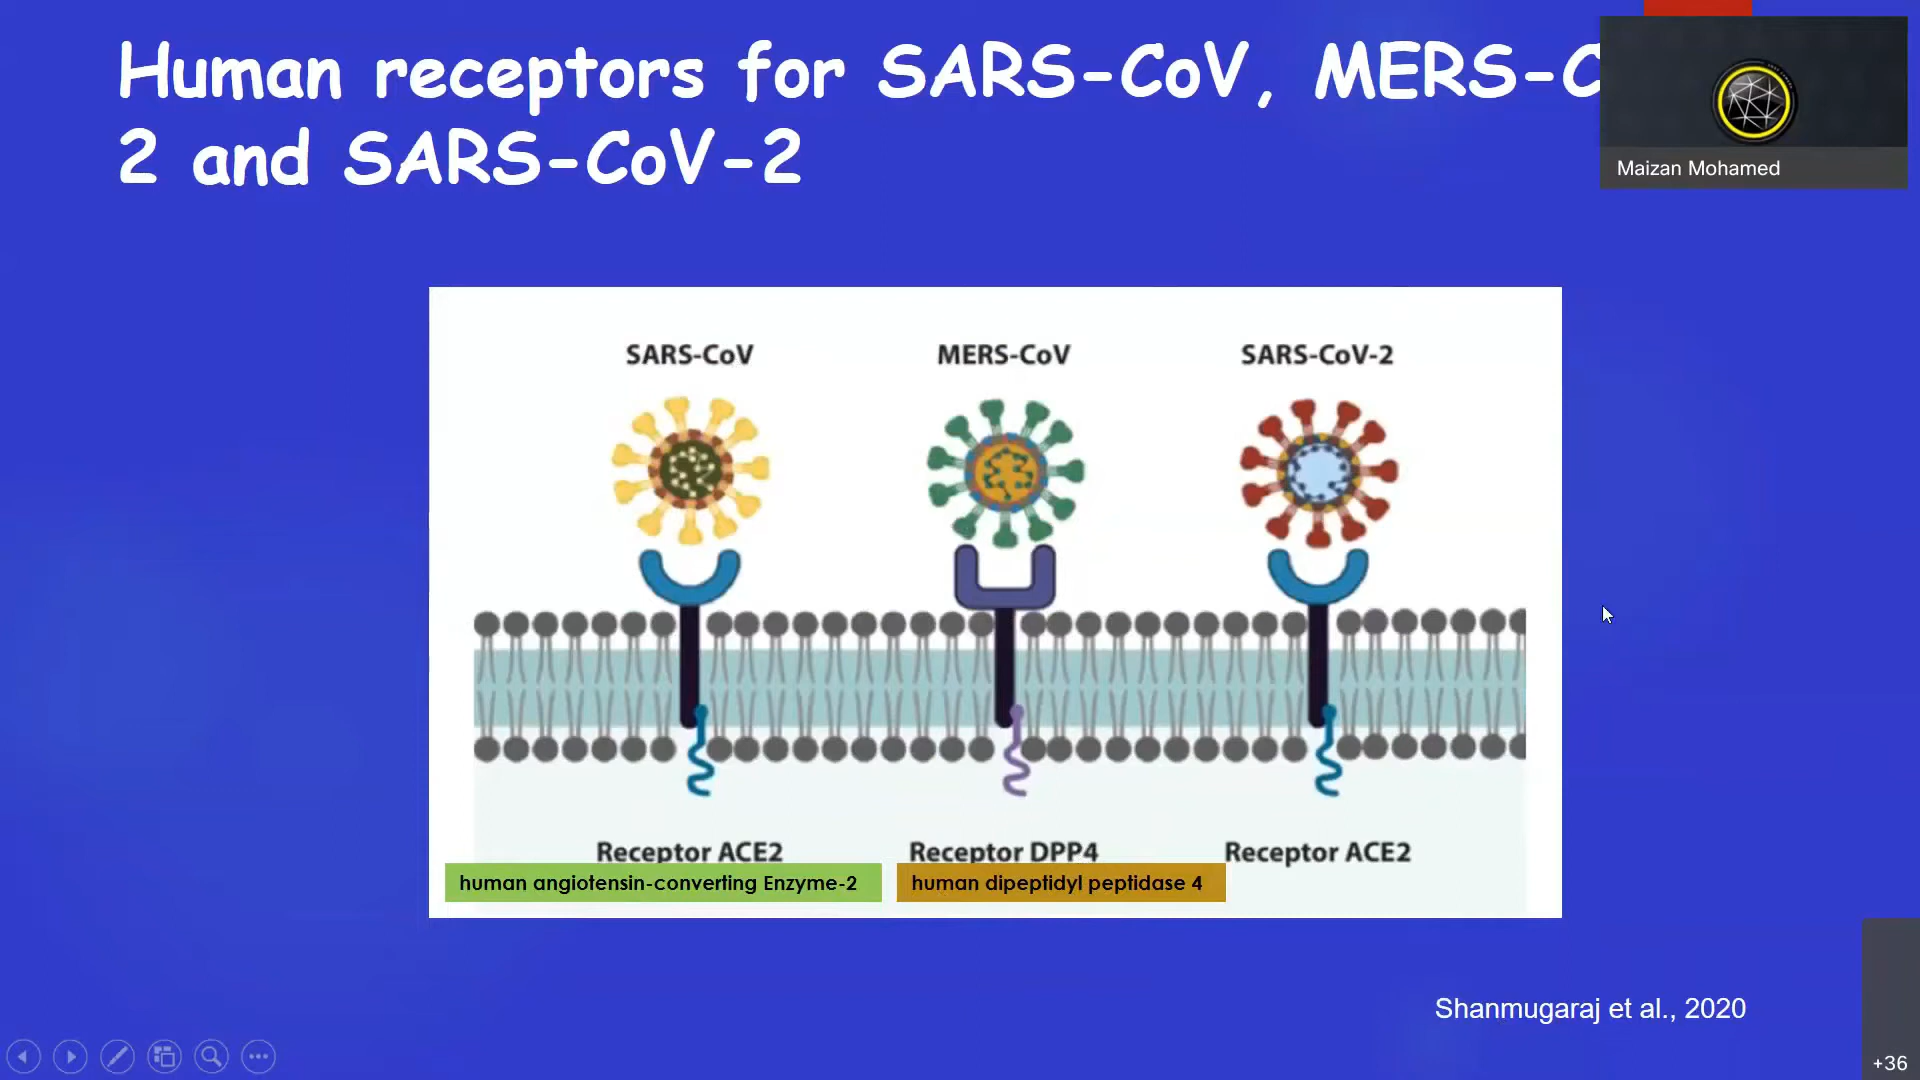 Human receptors for SARS-CoV, MERS-C
2 and SARS-CoV-2
Maizan Mohamed
SARS-CoV
MERS-CoV
SARS-CoV-2
Receptor ACE2
Receptor DPP4
Receptor ACE2
human angiotensin-converting Enzyme-2
human dipeptidyl peptidase 4
Shanmugaraj et al., 2020
+36